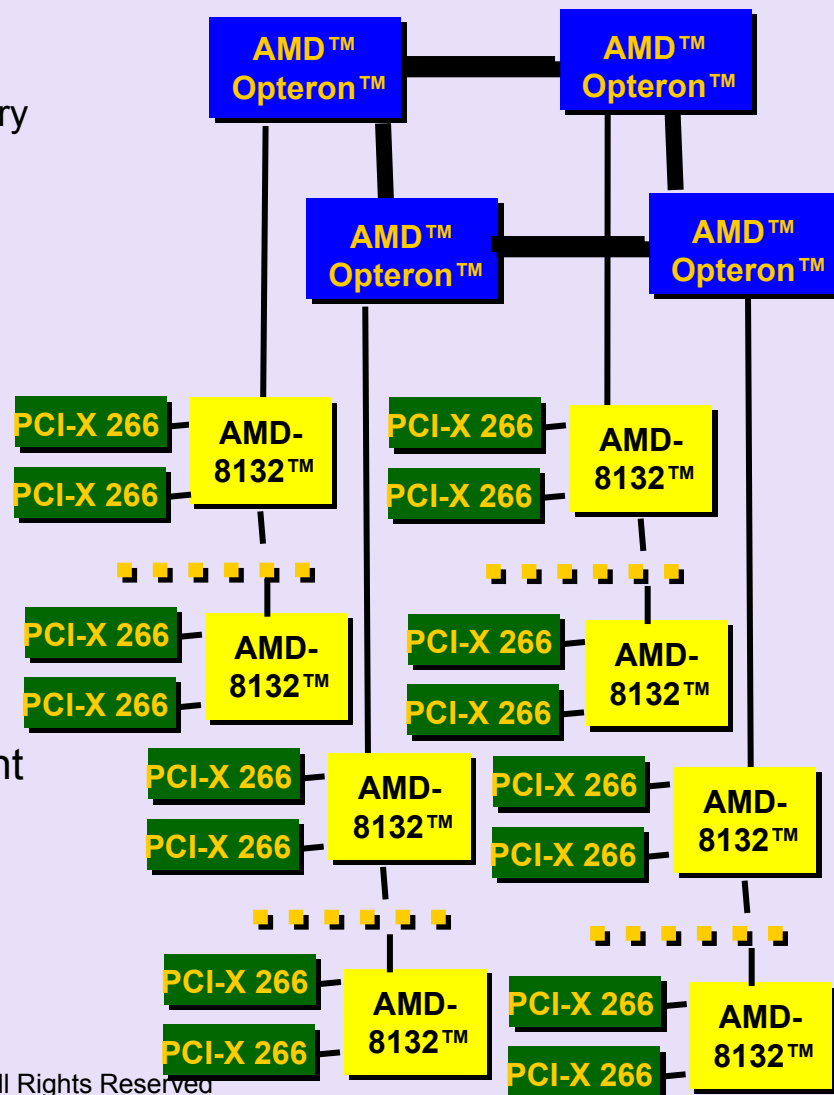 AMD™
Opteron™
AMD™
Opteron™
ry
AMD™
Opteron™
AMD™
Opteron™
PCI-X 266
PCI-X 266
AMD-
8132™
PCI-X 266
PCI-X 266
AMD-
8132™
PCI-X 266
PCI-X 266
AMD-
8132™
PCI-X 266
PCI-X 266
AMD-
8132™
nt
PCI-X 266
PCI-X 266
AMD-
8132™
PCI-X 266
PCI-X 266
AMD-
8132™
PCI-X 266
PCI-X 266
AMD-
8132™
PCI-X 266
PCI-X 266
AMD-
8132™
ll Rights Reserved